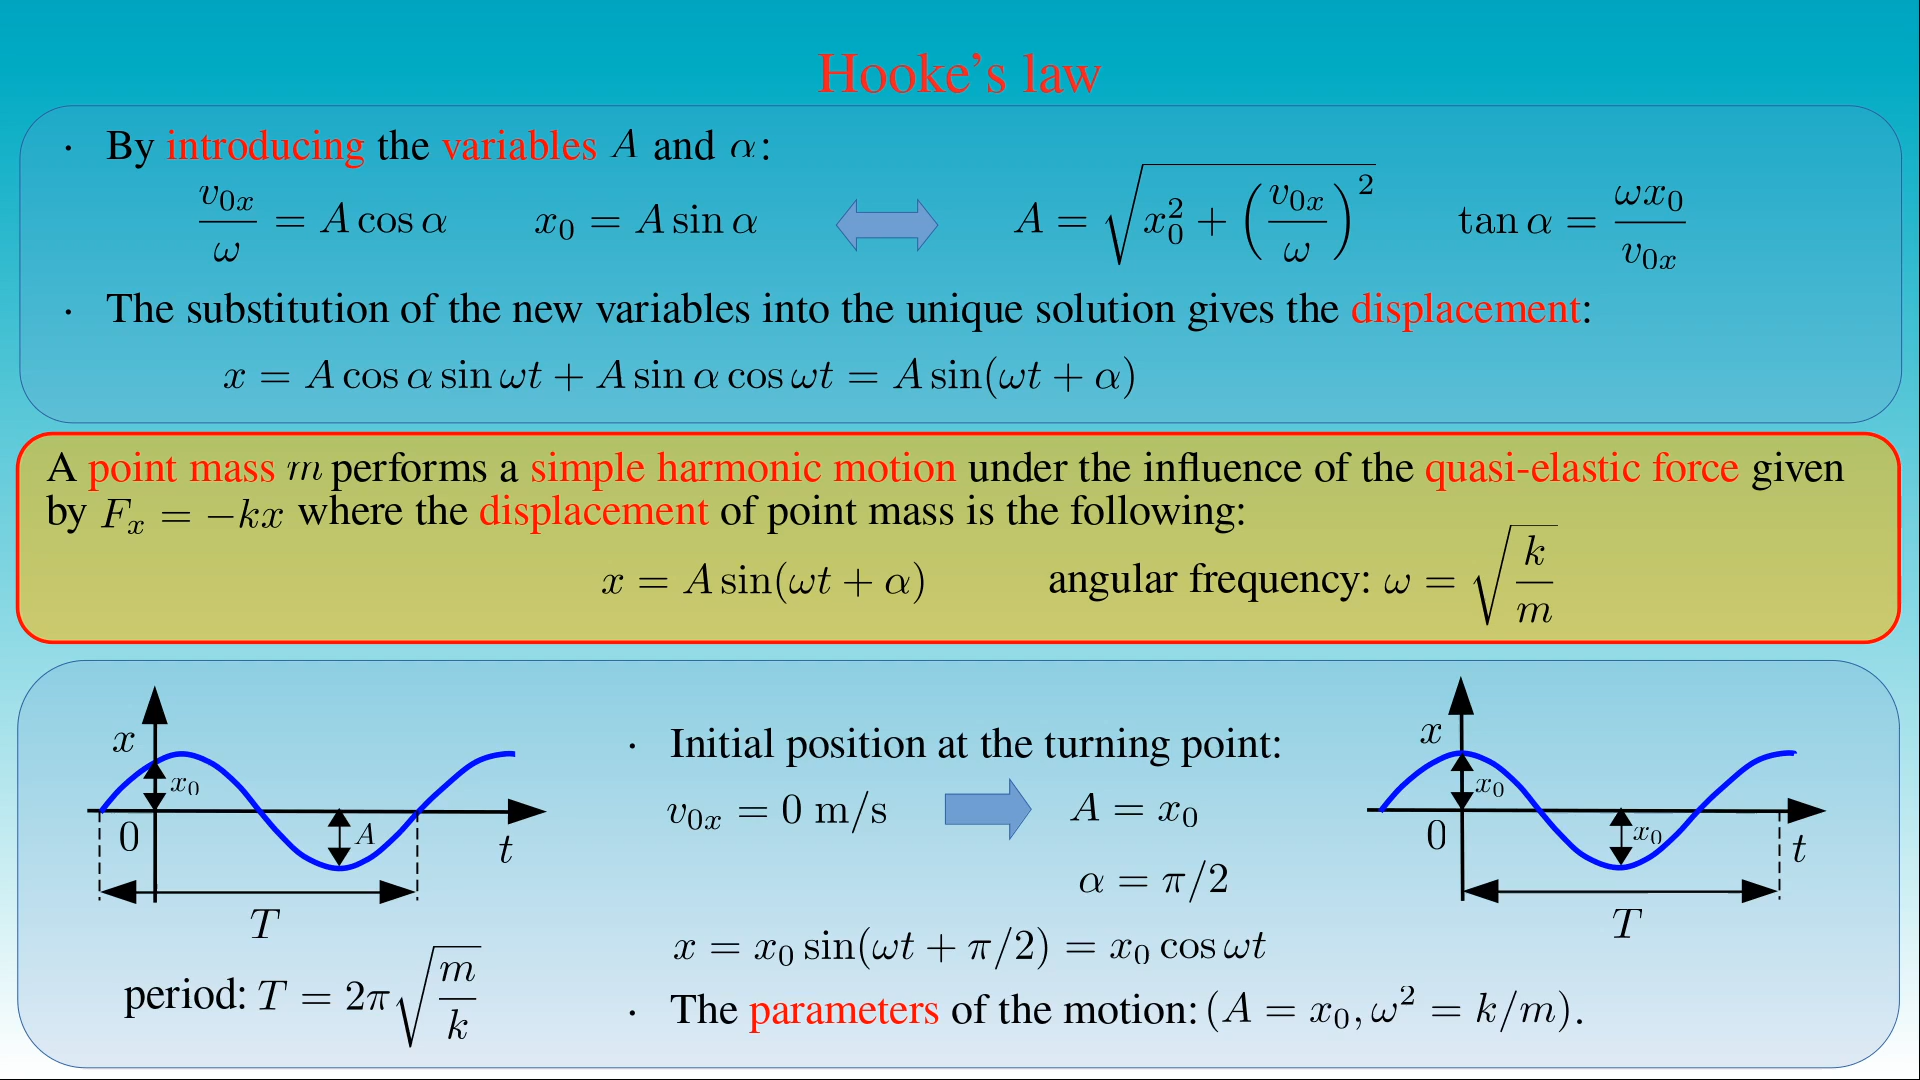 Hooke's law
· By introducing the variables A and α:
v₀ₓ/ω = A cos α    x₀ = A sin α    A = √(x₀² + (v₀ₓ/ω)²)    tan α = ωx₀/v₀ₓ
· The substitution of the new variables into the unique solution gives the displacement:
x = A cos α sin ωt + A sin α cos ωt = A sin(ωt + α)
A point mass m performs a simple harmonic motion under the influence of the quasi-elastic force given
by Fₓ = −kx where the displacement of point mass is the following:
x = A sin(ωt + α)    angular frequency: ω = √(k/m)
x
x₀
0
A
t
T
period: T = 2π√(m/k)
· Initial position at the turning point:
v₀ₓ = 0 m/s    A = x₀
α = π/2
x = x₀ sin(ωt + π/2) = x₀ cos ωt
· The parameters of the motion: (A = x₀, ω² = k/m).
x
x₀
0
x₀
t
T